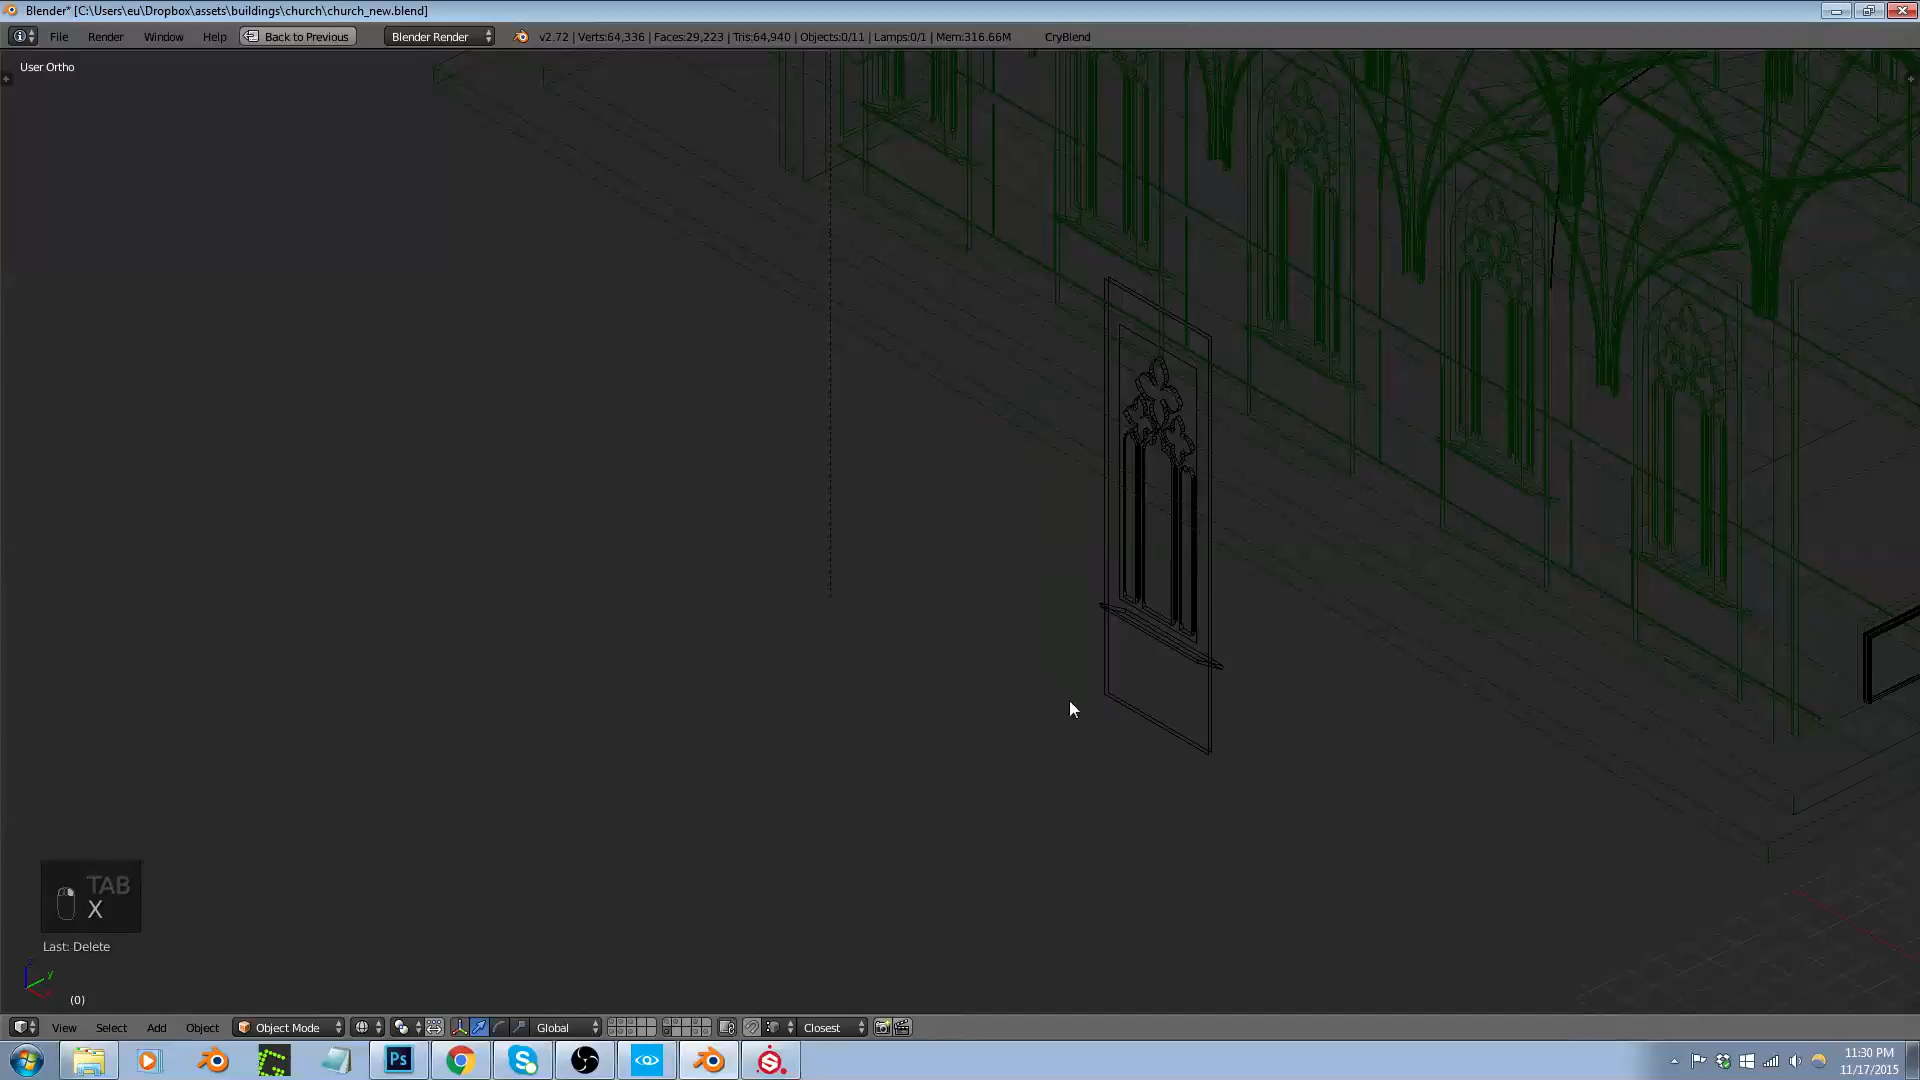 Blender* [C:\Users\eu\Dropbox\assets\buildings\church\church_new.blend]
File Render Window Help Back to Previous Blender Render v2.72 | Verts:64,336 | Faces:29,223 | Tris:64,940 | Objects:0/11 | Lamps:0/1 | Mem:316.66M CryBlend
User Ortho
TAB
X
Last: Delete
y
(0)
View Select Add Object Object Mode Global Closest
Ps
11:30 PM
11/17/2015